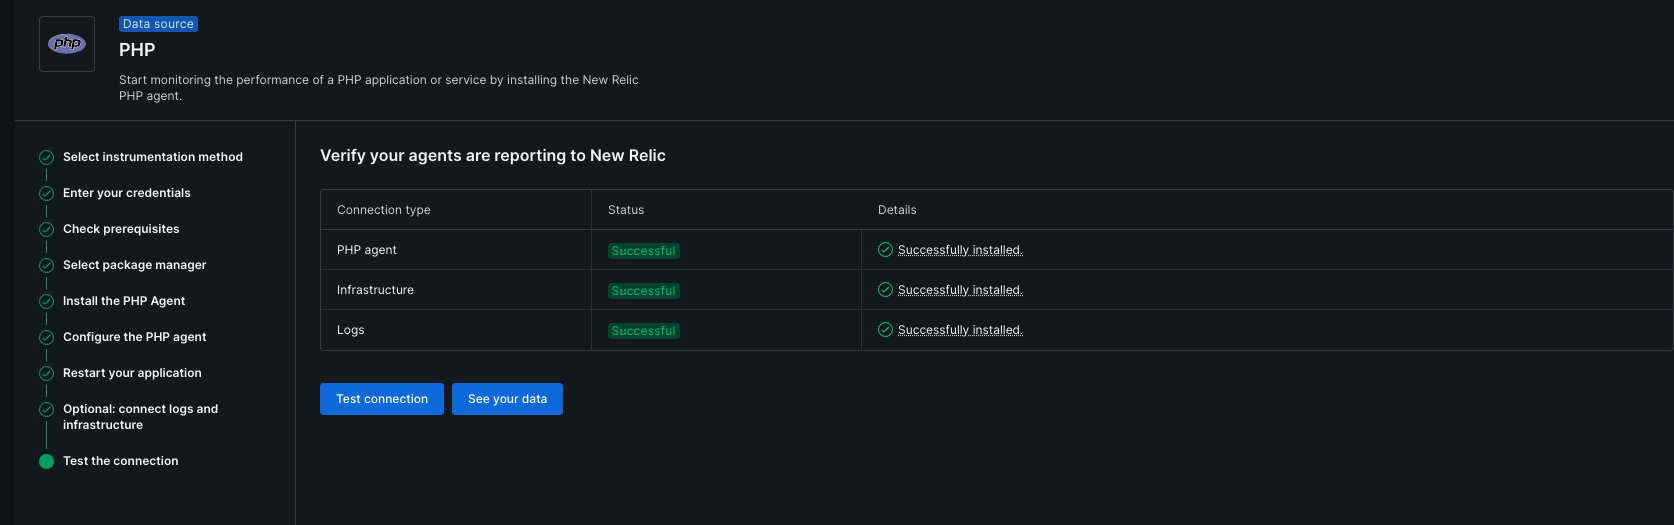 php
Data source
PHP
Start monitoring the performance of a PHP application or service by installing the New Relic
PHP agent.
Select instrumentation method
Enter your credentials
Check prerequisites
Select package manager
Install the PHP Agent
Configure the PHP agent
Restart your application
Optional: connect logs and
infrastructure
Test the connection
Verify your agents are reporting to New Relic
Connection type Status Details
PHP agent Successful Successfully installed.
Infrastructure Successful Successfully installed.
Logs Successful Successfully installed.
Test connection See your data